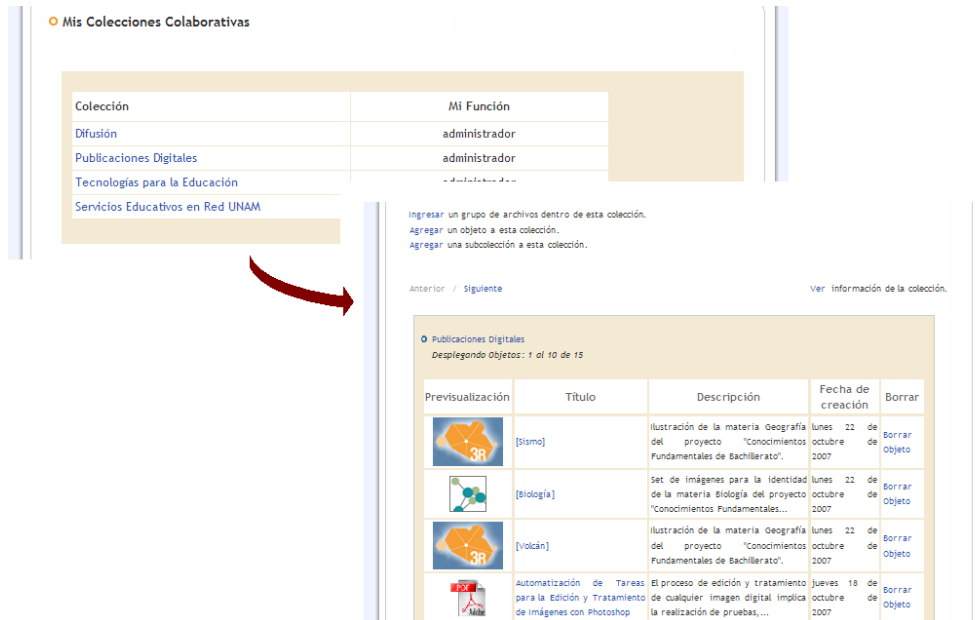 Mis Colecciones Colaborativas
Colección Mi Función
Difusión administrador
Publicaciones Digitales administrador
Tecnologías para la Educación
Servicios Educativos en Red UNAM
Ingresar un grupo de archivos dentro de esta colección.
Agregar un objeto a esta colección.
Agregar una subcolección a esta colección.
Anterior / Siguiente Ver información de la colección.
Publicaciones Digitales
Desplegando Objetos: 1 al 10 de 15
Previsualización Título Descripción Fecha de creación Borrar
3R
[Sismo]
Ilustración de la materia Geografía
del proyecto "Conocimientos
Fundamentales de Bachillerato".
lunes 22 de
octubre de
2007
Borrar
Objeto
[Biología]
Set de imágenes para la identidad
de la materia Biología del proyecto
"Conocimientos Fundamentales...
lunes 22 de
octubre de
2007
Borrar
Objeto
3R
[Volcán]
Ilustración de la materia Geografía
del proyecto "Conocimientos
Fundamentales de Bachillerato".
lunes 22 de
octubre de
2007
Borrar
Objeto
PDF
Adobe
Automatización de Tareas
para la Edición y Tratamiento
de Imágenes con Photoshop
El proceso de edición y tratamiento
de cualquier imagen digital implica
la realización de pruebas,...
jueves 18 de
octubre de
2007
Borrar
Objeto